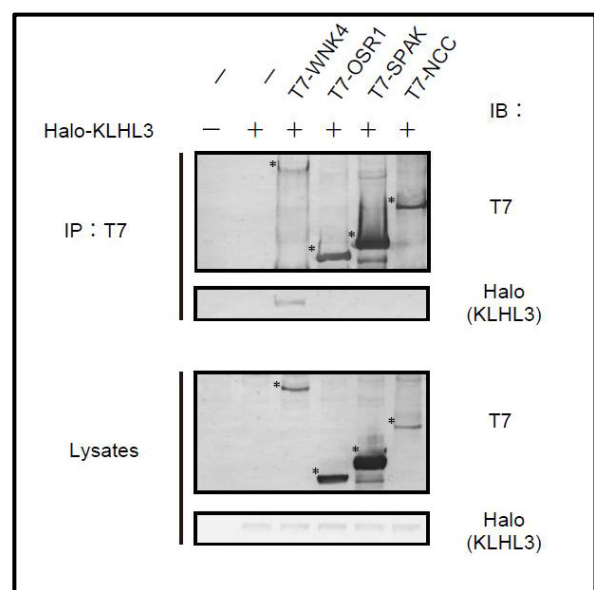 – – T7-WNK4 T7-OSR1 T7-SPAK T7-NCC
IB：
Halo-KLHL3 – + + + + +
* * * *
IP：T7
T7
Halo
(KLHL3)
* * * *
Lysates
T7
Halo
(KLHL3)